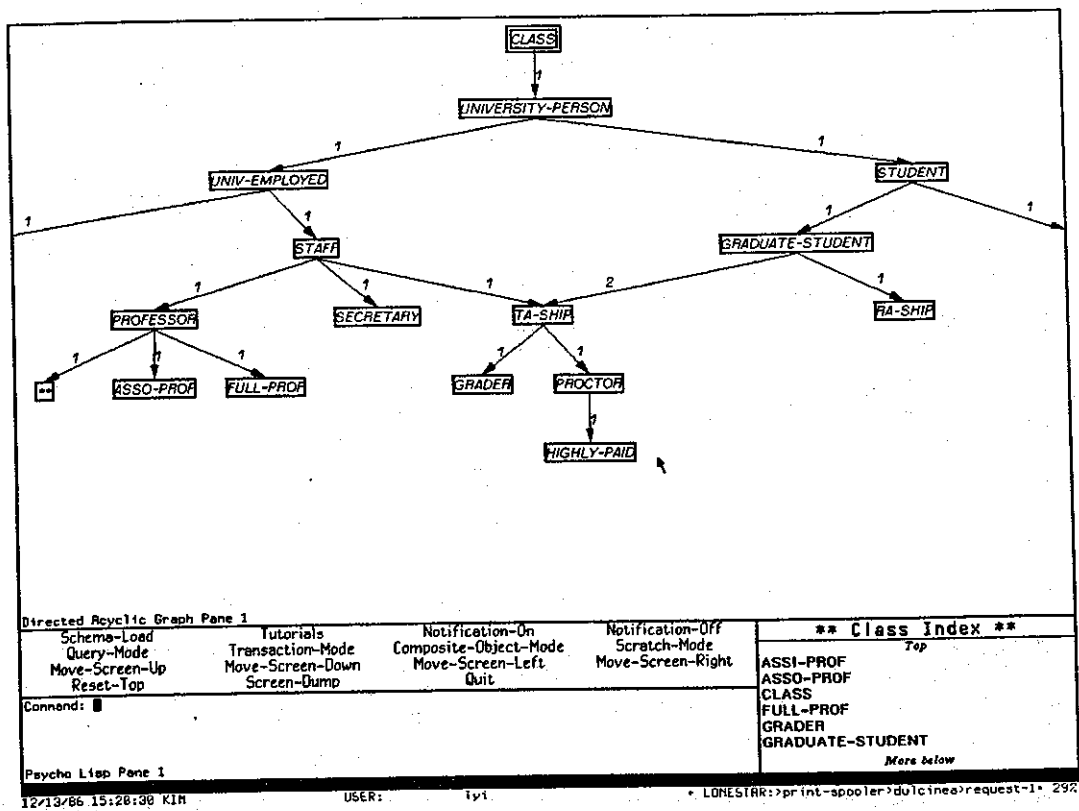 CLASS
1
UNIVERSITY-PERSON
1
1
UNIV-EMPLOYED
STUDENT
1
1
1
1
STAFF
GRADUATE-STUDENT
1
1
1
2
1
PROFESSOR
SECRETARY
TA-SHIP
RA-SHIP
1
1
1
1
1
**
ASSO-PROF
FULL-PROF
GRADER
PROCTOR
1
HIGHLY-PAID
Directed Acyclic Graph Pane 1
Schema-Load Tutorials Notification-On Notification-Off
Query-Mode Transaction-Mode Composite-Object-Mode Scratch-Mode
Move-Screen-Up Move-Screen-Down Move-Screen-Left Move-Screen-Right
Reset-Top Screen-Dump Quit
Command:
Psycho Lisp Pane 1
** Class Index **
Top
ASSI-PROF
ASSO-PROF
CLASS
FULL-PROF
GRADER
GRADUATE-STUDENT
More below
12/13/86 15:20:30 KIM USER: Tyi + LONESTAR:>print-spooler>dulcinea>request-1• 292